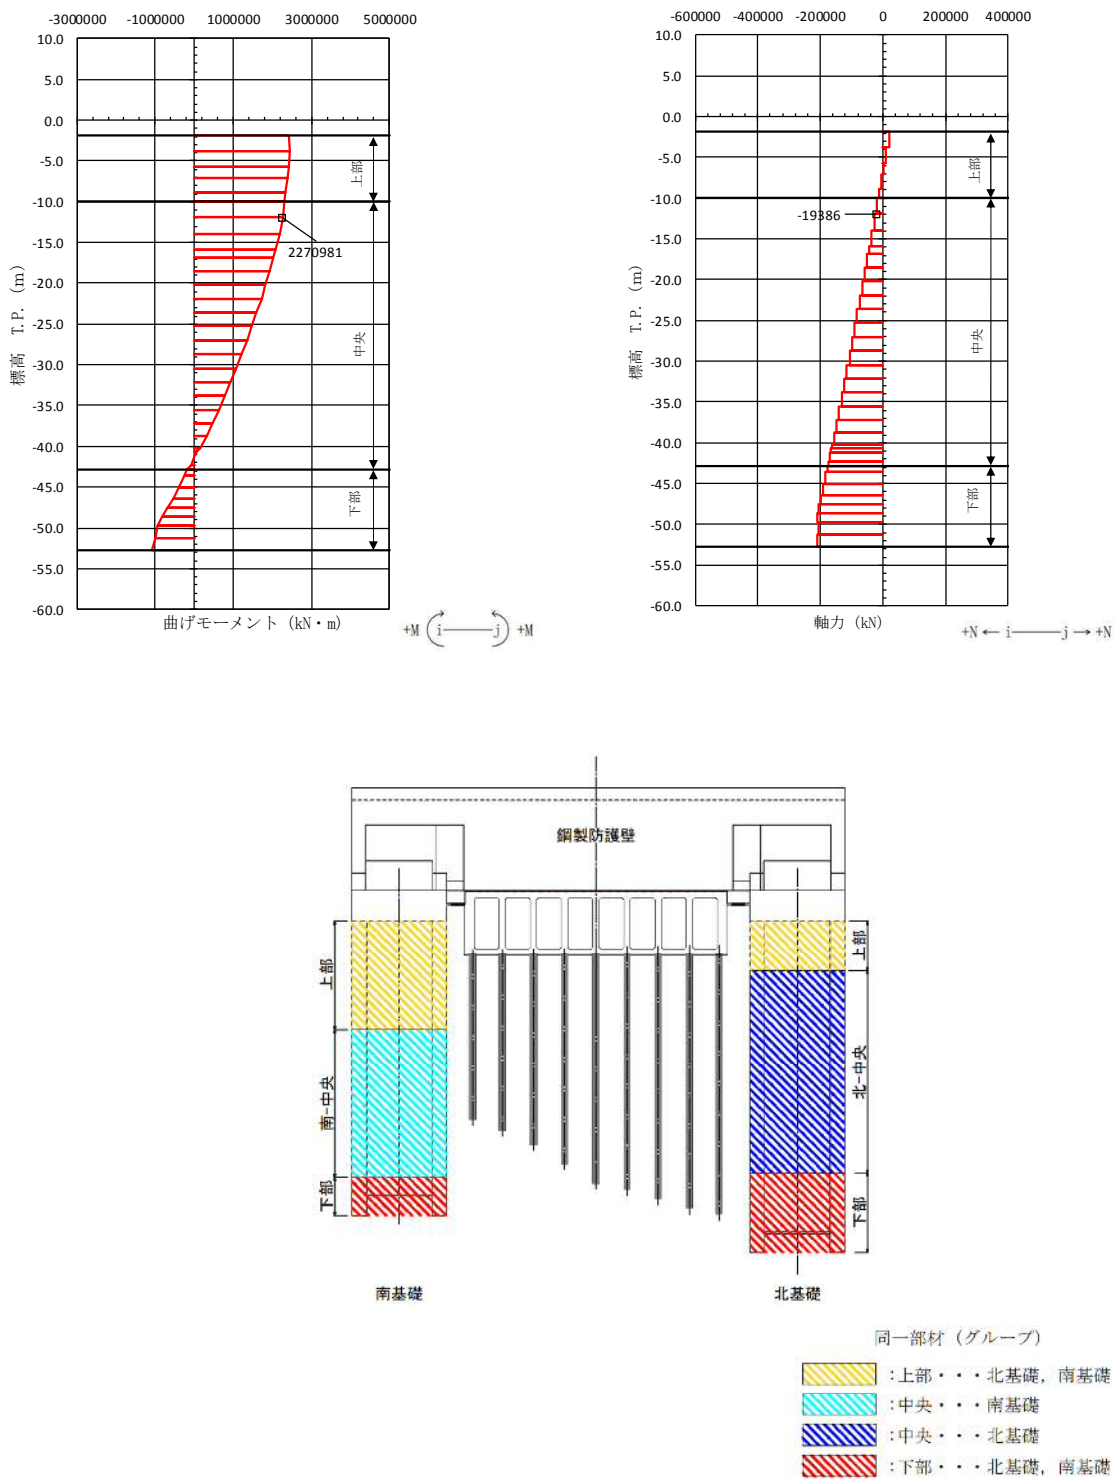 -3000000 -1000000 1000000 3000000 5000000
10.0
5.0
0.0
-5.0
-10.0
-15.0
-20.0
-25.0
-30.0
-35.0
-40.0
-45.0
-50.0
-55.0
-60.0
標高 T.P. (m)
上部
中央
下部
2270981
曲げモーメント (kN・m)
+M i j +M
-600000 -400000 -200000 0 200000 400000
10.0
5.0
0.0
-5.0
-10.0
-15.0
-20.0
-25.0
-30.0
-35.0
-40.0
-45.0
-50.0
-55.0
-60.0
標高 T.P. (m)
上部
中央
下部
-19386
軸力 (kN)
+N ← i j → +N
鋼製防護壁
上部
南-中央
下部
上部
北-中央
下部
南基礎
北基礎
同一部材 (グループ)
:上部・・・北基礎, 南基礎
:中央・・・南基礎
:中央・・・北基礎
:下部・・・北基礎, 南基礎